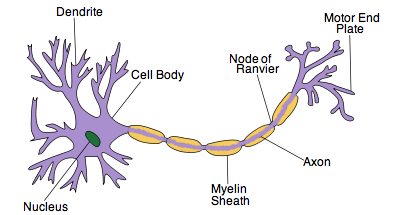 Dendrite
Motor End
Plate
Cell Body
Node of
Ranvier
Axon
Myelin
Sheath
Nucleus